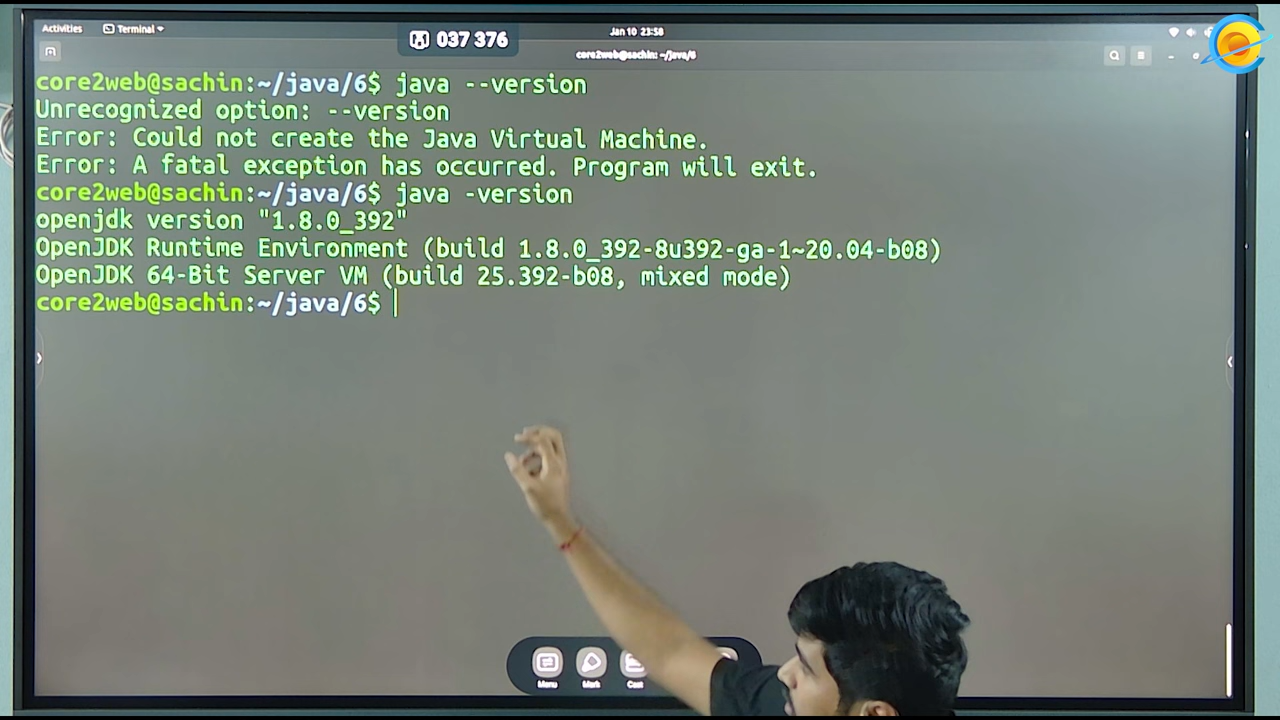 Activities
Terminal
Jan 10 23:58
037 376
core2web@sachin: ~/java/6
core2web@sachin:~/java/6$ java --version
Unrecognized option: --version
Error: Could not create the Java Virtual Machine.
Error: A fatal exception has occurred. Program will exit.
core2web@sachin:~/java/6$ java -version
openjdk version "1.8.0_392"
OpenJDK Runtime Environment (build 1.8.0_392-8u392-ga-1~20.04-b08)
OpenJDK 64-Bit Server VM (build 25.392-b08, mixed mode)
core2web@sachin:~/java/6$
Menu
Mark
Cast